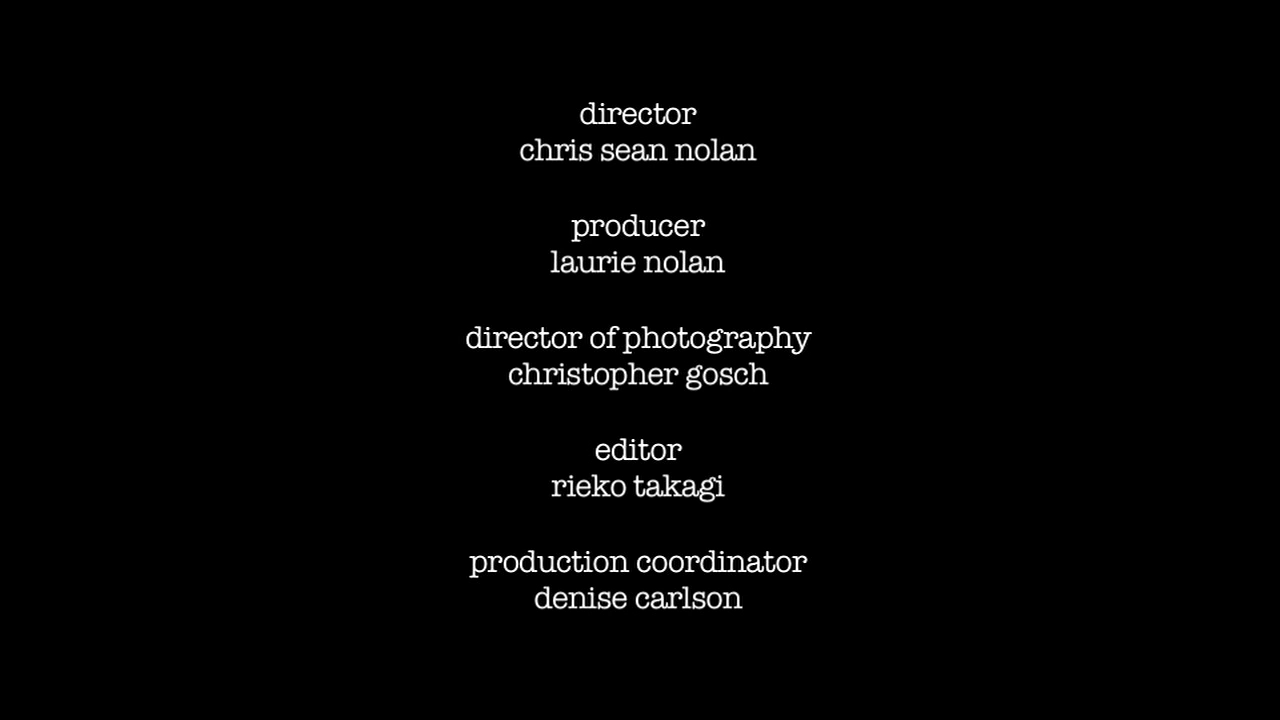 director
chris sean nolan
producer
laurie nolan
director of photography
christopher gosch
editor
rieko takagi
production coordinator
denise carlson